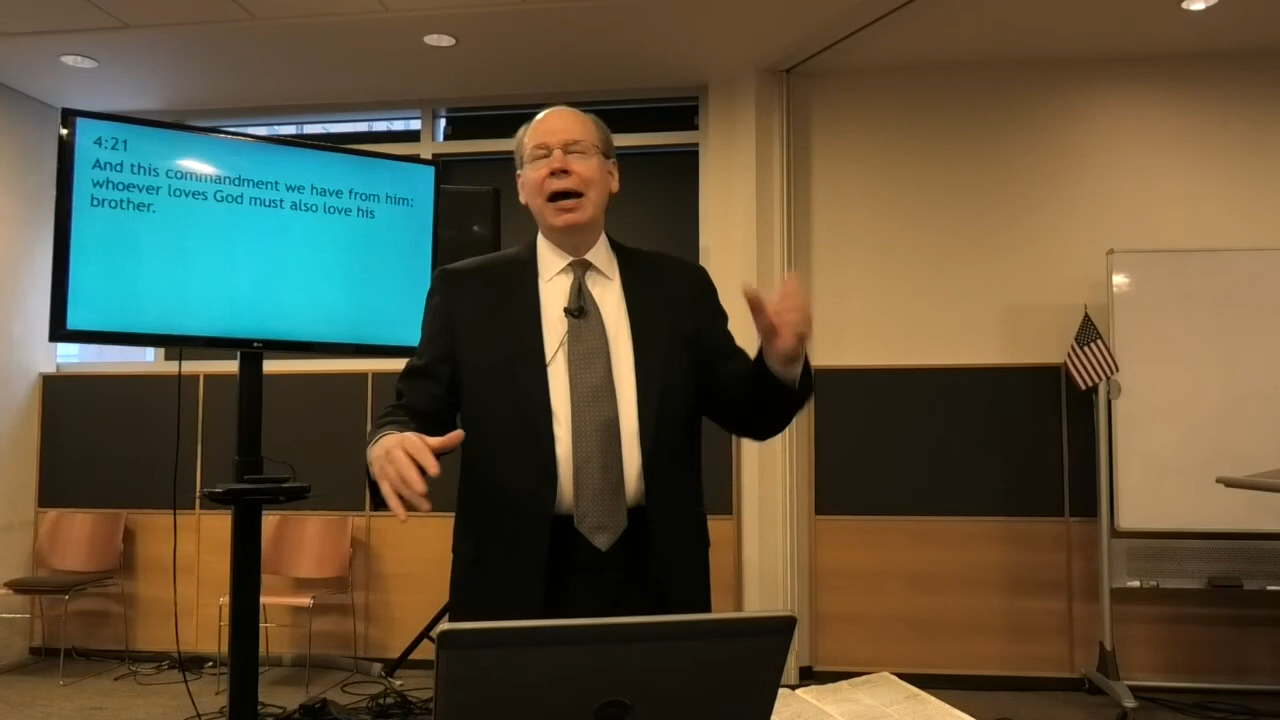 4:21
And this commandment we have from him:
whoever loves God must also love his
brother.